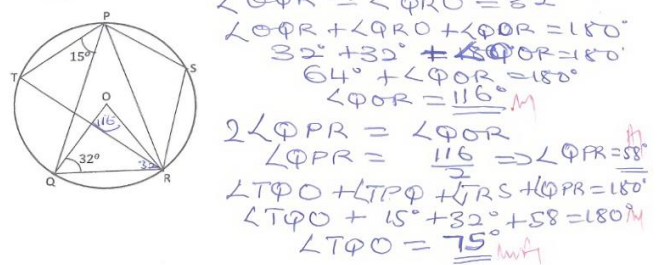 ∠OQR = ∠QRO = 32
∠OQR + ∠QRO + ∠QOR = 180°
32° + 32° + ∠QOR = 180°
64° + ∠QOR = 180°
∠QOR = 116°
2∠QPR = ∠QOR
∠QPR = 116/2 => ∠QPR = 58°
∠TQO + ∠TPQ + ∠TRS + ∠QPR = 180°
∠TQO + 15° + 32° + 58 = 180°
∠TQO = 75°
P
15°
T
S
O
116
32°
32
Q
R